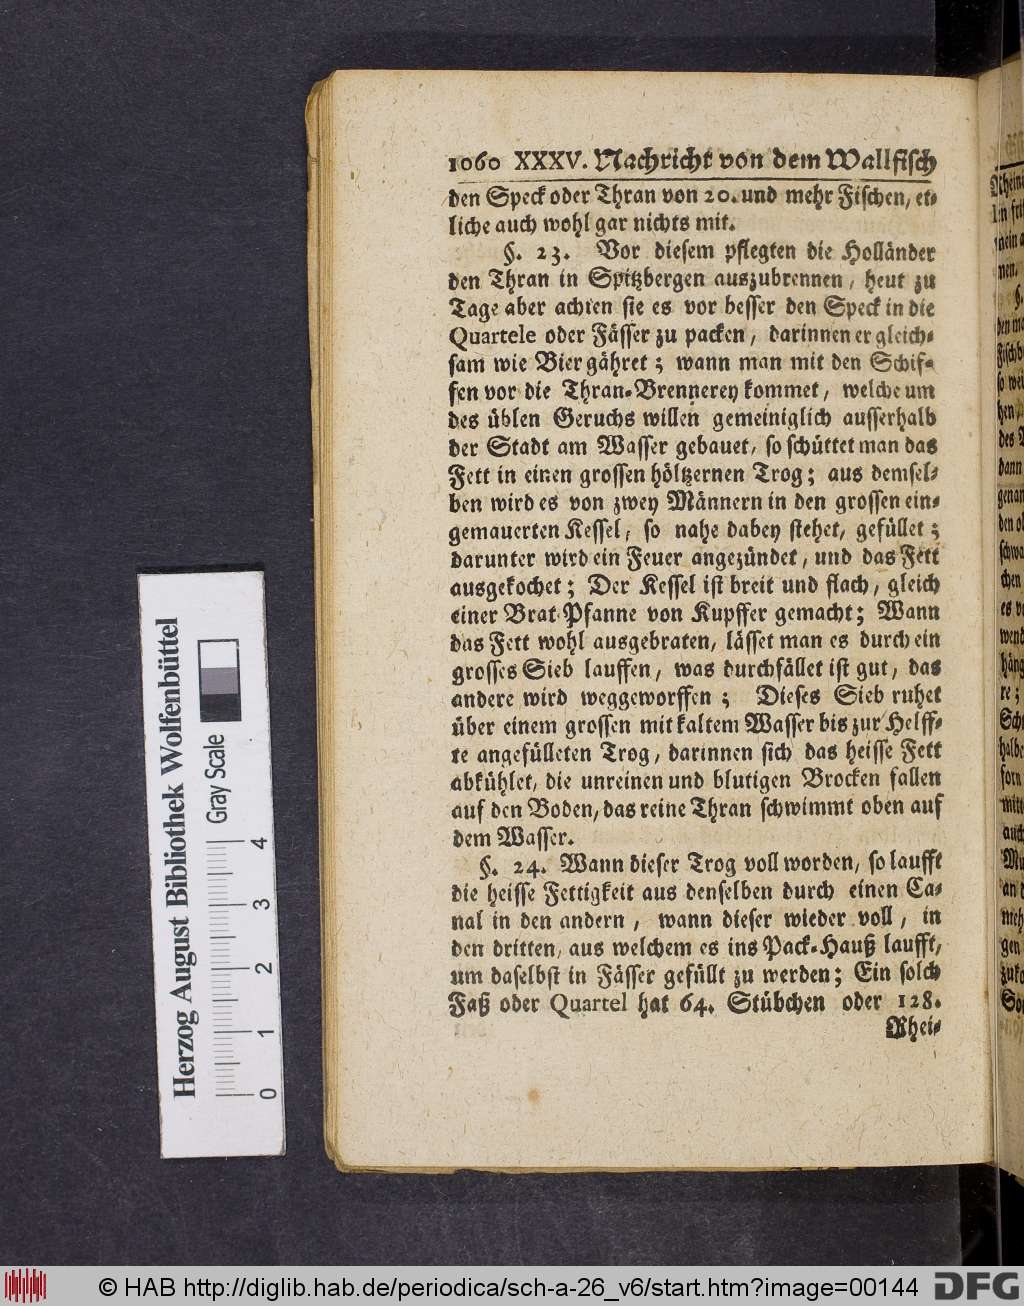 1060 XXXV. Nachricht von dem Wallfisch
den Speck oder Thran von 20. und mehr Fischen, et-
liche auch wohl gar nichts mit.
§. 23. Vor diesem pflegten die Holländer
den Thran in Spitzbergen auszubrennen, heut zu
Tage aber achten sie es vor besser den Speck in die
Quartele oder Fässer zu packen, darinnen er gleich-
sam wie Bier gähret; wann man mit den Schif-
fen vor die Thran-Brennerey kommet, welche um
des üblen Geruchs willen gemeiniglich ausserhalb
der Stadt am Wasser gebauet, so schüttet man das
Fett in einen grossen höltzernen Trog; aus demsel-
ben wird es von zwey Männern in den grossen ein-
gemauerten Kessel, so nahe dabey stehet, gefüllet;
darunter wird ein Feuer angezündet, und das Fett
ausgekochet; Der Kessel ist breit und flach, gleich
einer Brat-Pfanne von Kupffer gemacht; Wann
das Fett wohl ausgebraten, lässet man es durch ein
grosses Sieb lauffen, was durchfället ist gut, das
andere wird weggeworffen; Dieses Sieb ruhet
über einem grossen mit kaltem Wasser bis zur Helff-
te angefülleten Trog, darinnen sich das heisse Fett
abkühlet, die unreinen und blutigen Brocken fallen
auf den Boden, das reine Thran schwimmt oben auf
dem Wasser.
§. 24. Wann dieser Trog voll worden, so laufft
die heisse Fettigkeit aus denselben durch einen Ca-
nal in den andern, wann dieser wieder voll, in
den dritten, aus welchem es ins Pack-Hauß laufft,
um daselbst in Fässer gefüllt zu werden; Ein solch
Faß oder Quartel hat 64. Stübchen oder 128.
Rhei-
Herzog August Bibliothek Wolfenbüttel
Gray Scale
0 1 2 3 4
© HAB http://diglib.hab.de/periodica/sch-a-26_v6/start.htm?image=00144
DFG